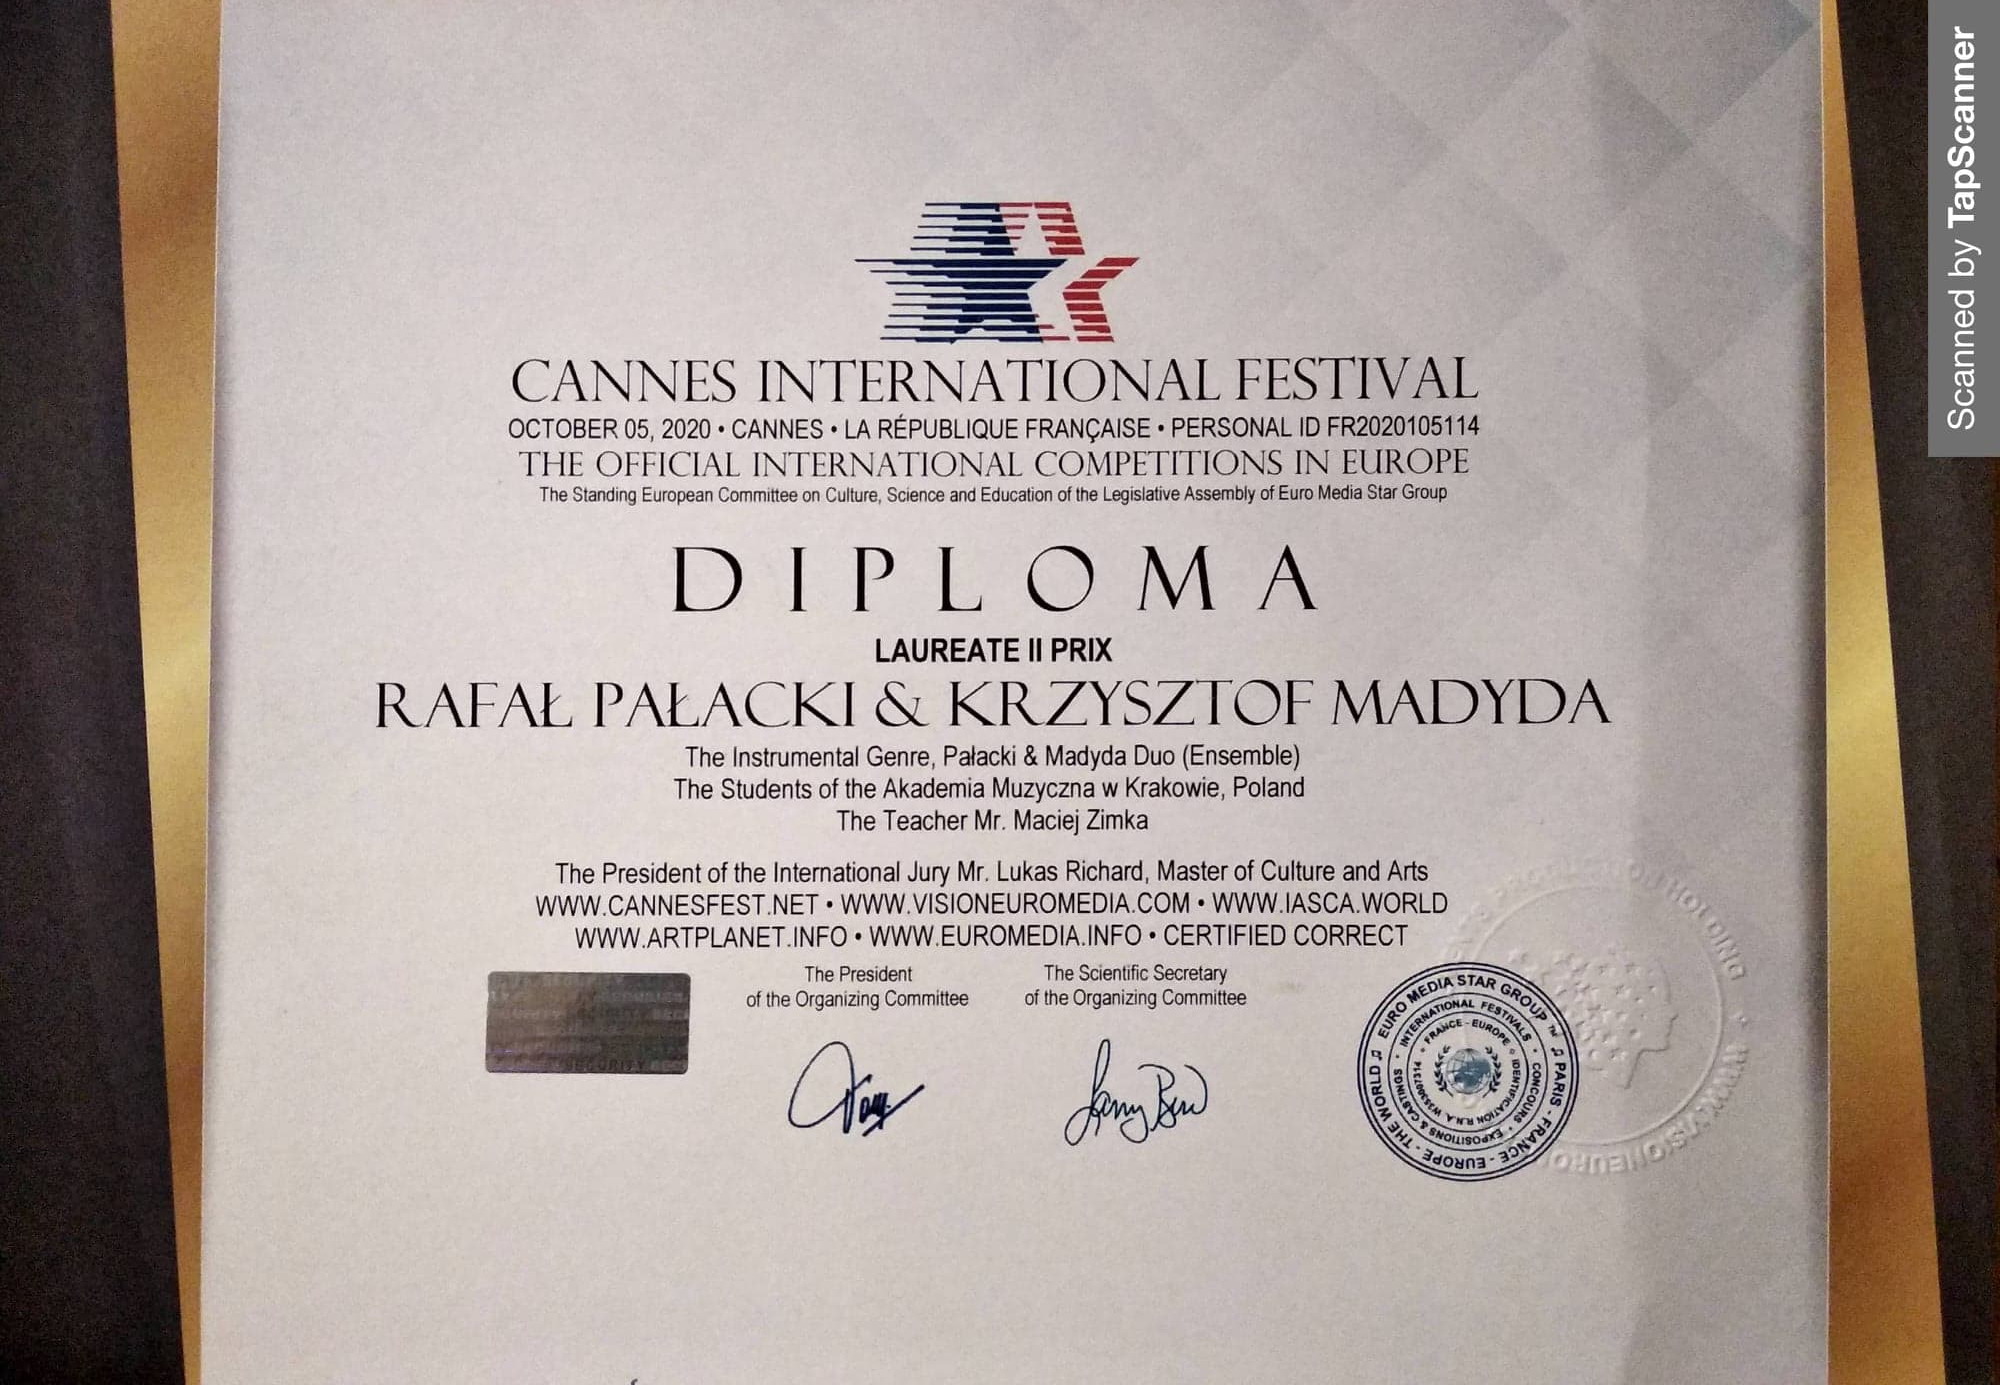 Scanned by TapScanner
CANNES INTERNATIONAL FESTIVAL
OCTOBER 05, 2020 • CANNES • LA RÉPUBLIQUE FRANÇAISE • PERSONAL ID FR2020105114
THE OFFICIAL INTERNATIONAL COMPETITIONS IN EUROPE
The Standing European Committee on Culture, Science and Education of the Legislative Assembly of Euro Media Star Group
DIPLOMA
LAUREATE II PRIX
RAFAŁ PAŁACKI & KRZYSZTOF MADYDA
The Instrumental Genre, Pałacki & Madyda Duo (Ensemble)
The Students of the Akademia Muzyczna w Krakowie, Poland
The Teacher Mr. Maciej Zimka
The President of the International Jury Mr. Lukas Richard, Master of Culture and Arts
WWW.CANNESFEST.NET • WWW.VISIONEUROMEDIA.COM • WWW.IASCA.WORLD
WWW.ARTPLANET.INFO • WWW.EUROMEDIA.INFO • CERTIFIED CORRECT
The President
of the Organizing Committee
The Scientific Secretary
of the Organizing Committee
EURO MEDIA STAR GROUP ™ ♫ PARIS - FRANCE - EUROPE - THE WORLD ♫
INTERNATIONAL FESTIVALS • CONCOURS • EXPOSITIONS & CASTINGS •
FRANCE - EUROPE • IDENTIFICATION R.N.A W353007314 •